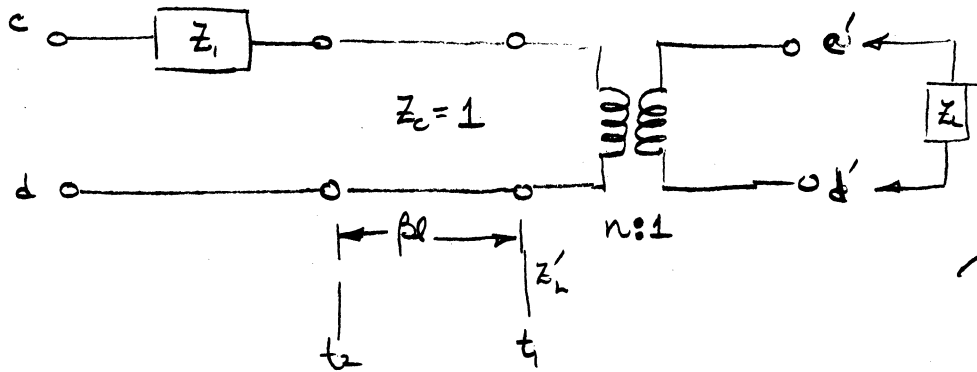 c Z₁ c′ Z_L
Z_c = 1
d d′
βl n:1
Z′_L
t₂ t₁